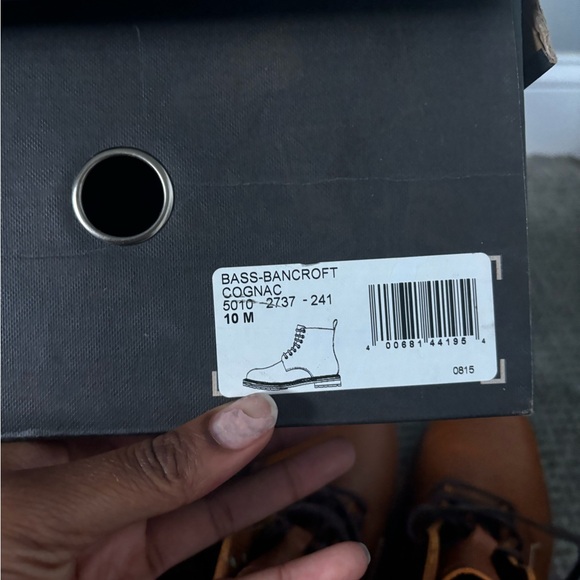 BASS-BANCROFT
COGNAC
5010-2737 - 241
10 M
4 00681 44195 4
0815